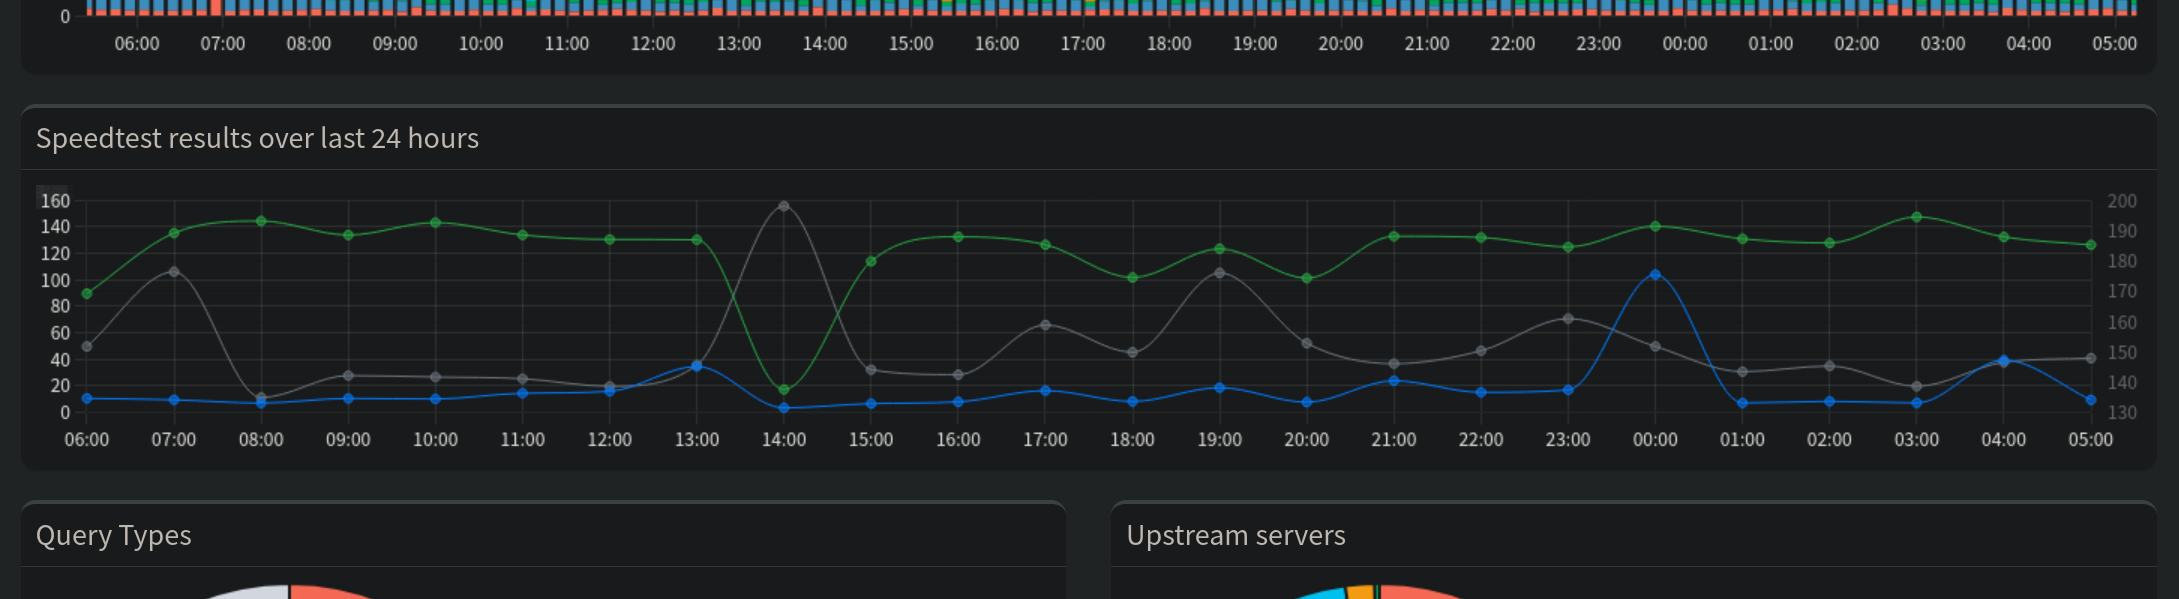 0
06:00 07:00 08:00 09:00 10:00 11:00 12:00 13:00 14:00 15:00 16:00 17:00 18:00 19:00 20:00 21:00 22:00 23:00 00:00 01:00 02:00 03:00 04:00 05:00
Speedtest results over last 24 hours
160 200
140 190
120 180
100 170
80 160
60 150
40 140
20 130
0
06:00 07:00 08:00 09:00 10:00 11:00 12:00 13:00 14:00 15:00 16:00 17:00 18:00 19:00 20:00 21:00 22:00 23:00 00:00 01:00 02:00 03:00 04:00 05:00
Query Types
Upstream servers